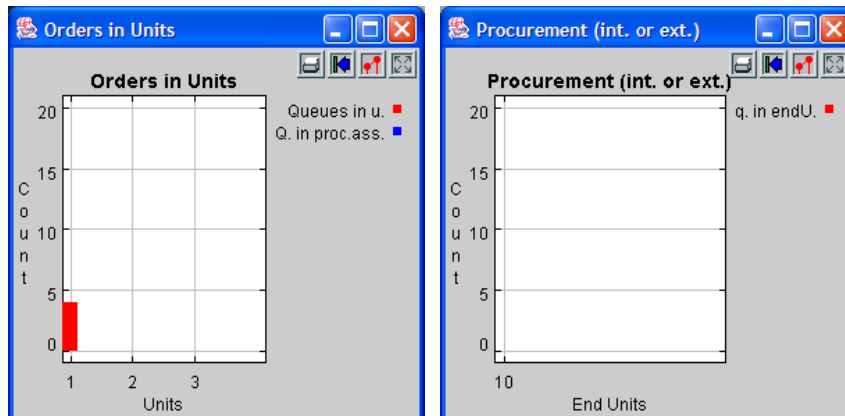 Orders in Units
Orders in Units
Queues in u.
Q. in proc.ass.
20
15
10
5
0
Count
1 2 3
Units
Procurement (int. or ext.)
Procurement (int. or ext.)
q. in endU.
20
15
10
5
0
Count
10
End Units